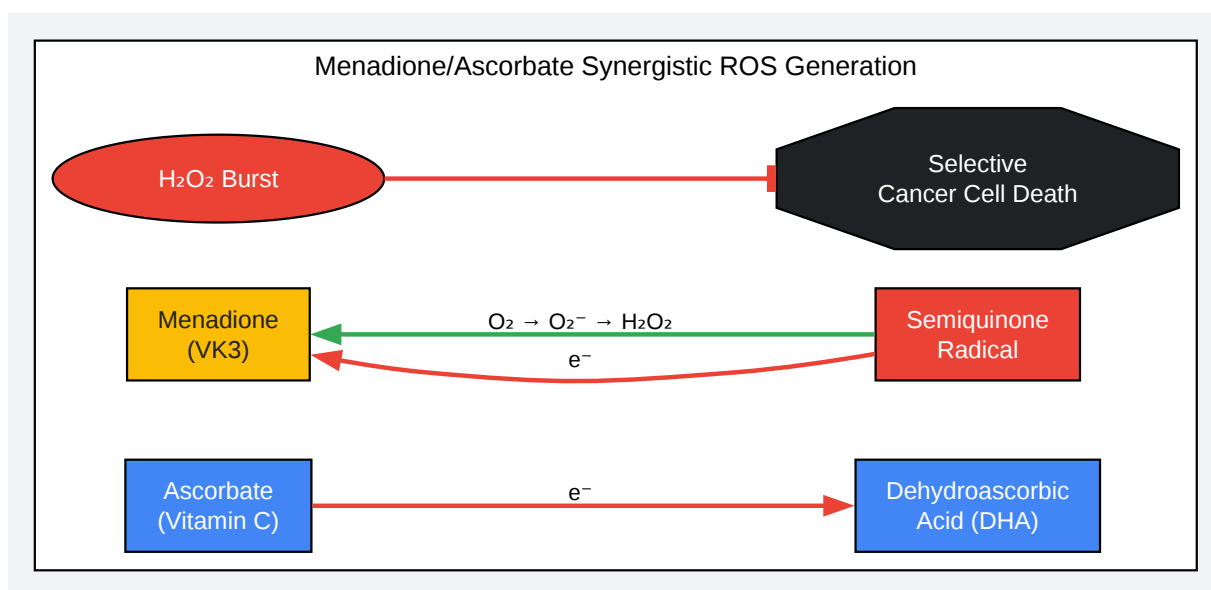 Menadione/Ascorbate Synergistic ROS Generation
H₂O₂ Burst
Selective
Cancer Cell Death
Menadione
(VK3)
O₂ → O₂⁻ → H₂O₂
e⁻
Semiquinone
Radical
Ascorbate
(Vitamin C)
e⁻
Dehydroascorbic
Acid (DHA)